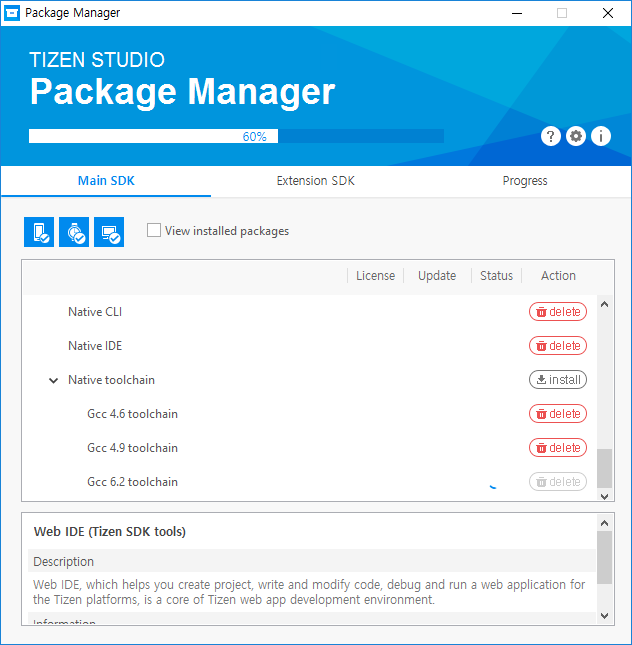 Package Manager
TIZEN STUDIO
Package Manager
60%
? i
Main SDK Extension SDK Progress
View installed packages
License Update Status Action
Native CLI delete
Native IDE delete
Native toolchain install
Gcc 4.6 toolchain delete
Gcc 4.9 toolchain delete
Gcc 6.2 toolchain delete
Web IDE (Tizen SDK tools)
Description
Web IDE, which helps you create project, write and modify code, debug and run a web application for
the Tizen platforms, is a core of Tizen web app development environment.
Information